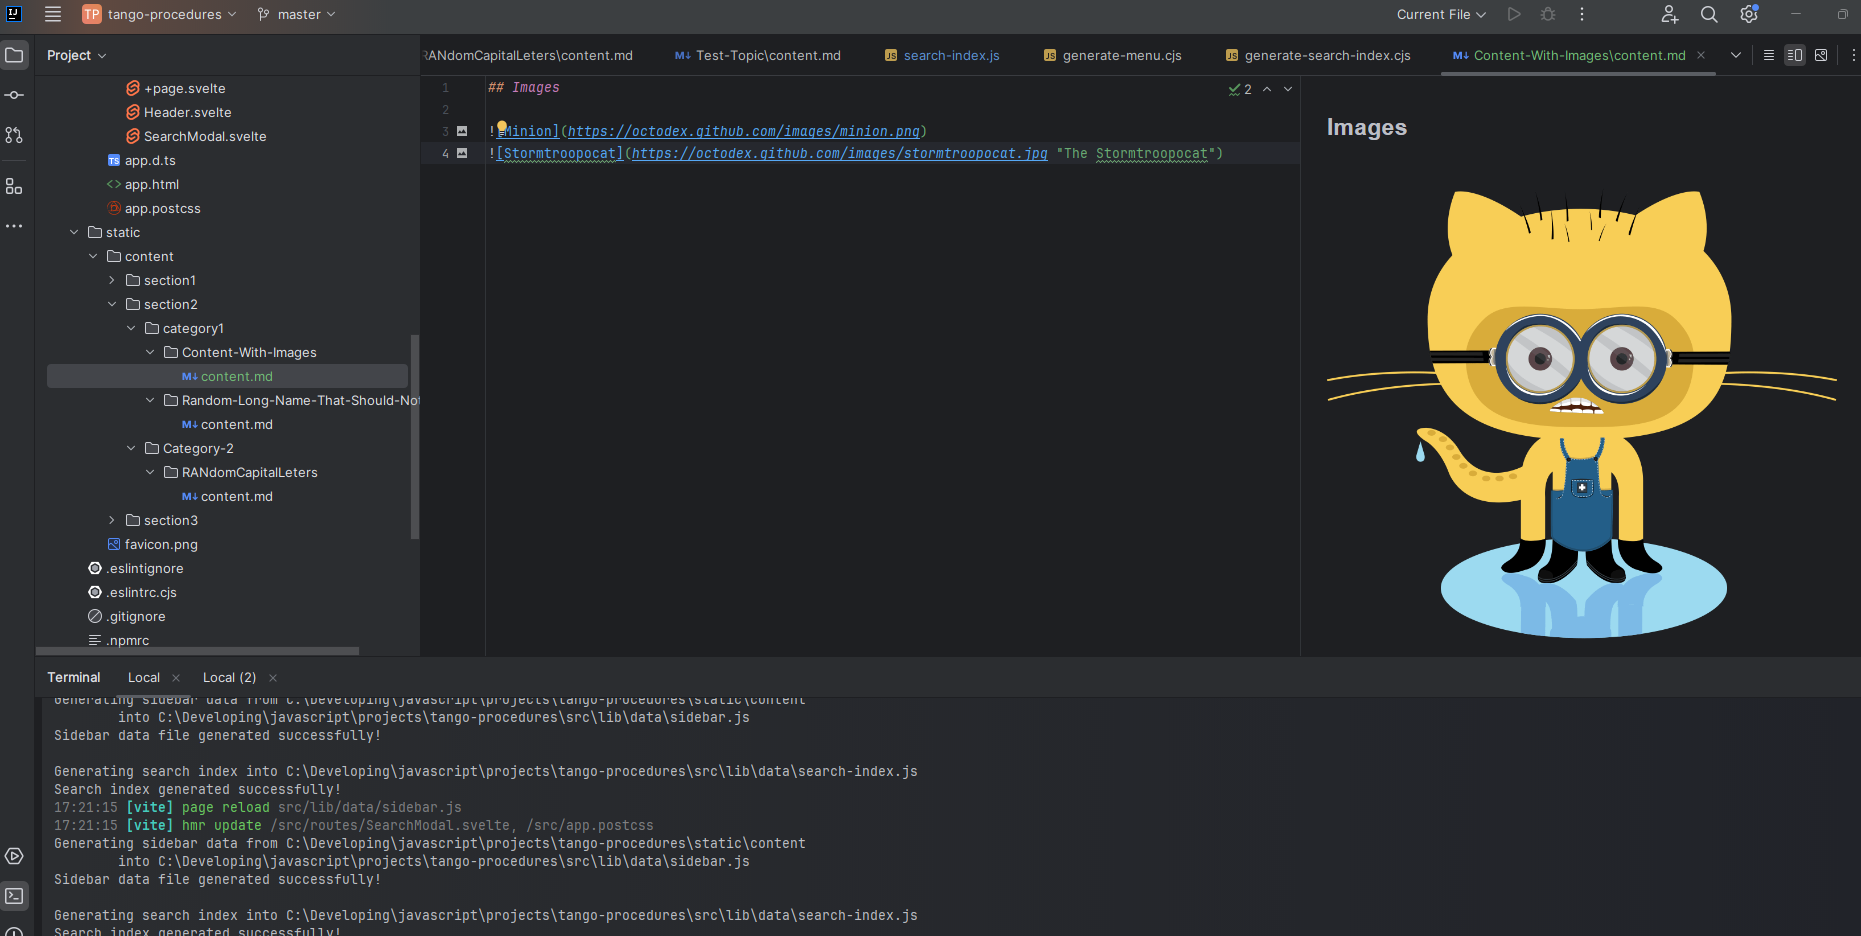 TP tango-procedures master Current File
Project
RANdomCapitalLeters\content.md Test-Topic\content.md search-index.js generate-menu.cjs generate-search-index.cjs Content-With-Images\content.md
+page.svelte
Header.svelte
SearchModal.svelte
app.d.ts
app.html
app.postcss
static
content
section1
section2
category1
Content-With-Images
content.md
Random-Long-Name-That-Should-Not
content.md
Category-2
RANdomCapitalLeters
content.md
section3
favicon.png
.eslintignore
.eslintrc.cjs
.gitignore
.npmrc
1 ## Images
2
3 ![Minion](https://octodex.github.com/images/minion.png)
4 ![Stormtroopocat](https://octodex.github.com/images/stormtroopocat.jpg "The Stormtroopocat")
2
Images
Terminal Local Local (2)
Generating sidebar data from C:\Developing\javascript\projects\tango-procedures\static\content
into C:\Developing\javascript\projects\tango-procedures\src\lib\data\sidebar.js
Sidebar data file generated successfully!
Generating search index into C:\Developing\javascript\projects\tango-procedures\src\lib\data\search-index.js
Search index generated successfully!
17:21:15 [vite] page reload src/lib/data/sidebar.js
17:21:15 [vite] hmr update /src/routes/SearchModal.svelte, /src/app.postcss
Generating sidebar data from C:\Developing\javascript\projects\tango-procedures\static\content
into C:\Developing\javascript\projects\tango-procedures\src\lib\data\sidebar.js
Sidebar data file generated successfully!
Generating search index into C:\Developing\javascript\projects\tango-procedures\src\lib\data\search-index.js
Search index generated successfully!